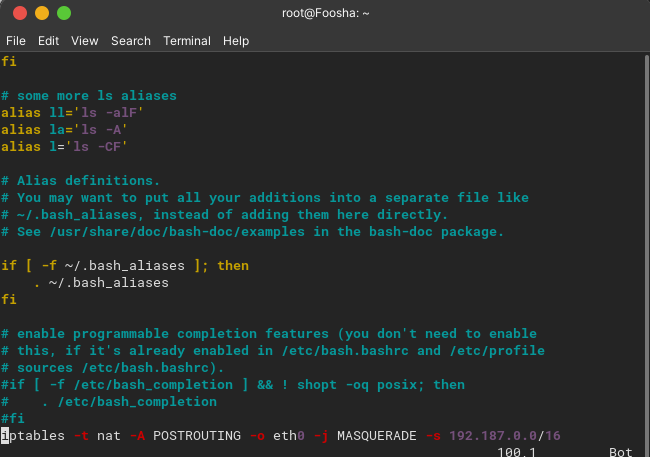 root@Foosha: ~
File Edit View Search Terminal Help
fi
# some more ls aliases
alias ll='ls -alF'
alias la='ls -A'
alias l='ls -CF'
# Alias definitions.
# You may want to put all your additions into a separate file like
# ~/.bash_aliases, instead of adding them here directly.
# See /usr/share/doc/bash-doc/examples in the bash-doc package.
if [ -f ~/.bash_aliases ]; then
    . ~/.bash_aliases
fi
# enable programmable completion features (you don't need to enable
# this, if it's already enabled in /etc/bash.bashrc and /etc/profile
# sources /etc/bash.bashrc).
#if [ -f /etc/bash_completion ] && ! shopt -oq posix; then
#    . /etc/bash_completion
#fi
iptables -t nat -A POSTROUTING -o eth0 -j MASQUERADE -s 192.187.0.0/16
100,1 Bot